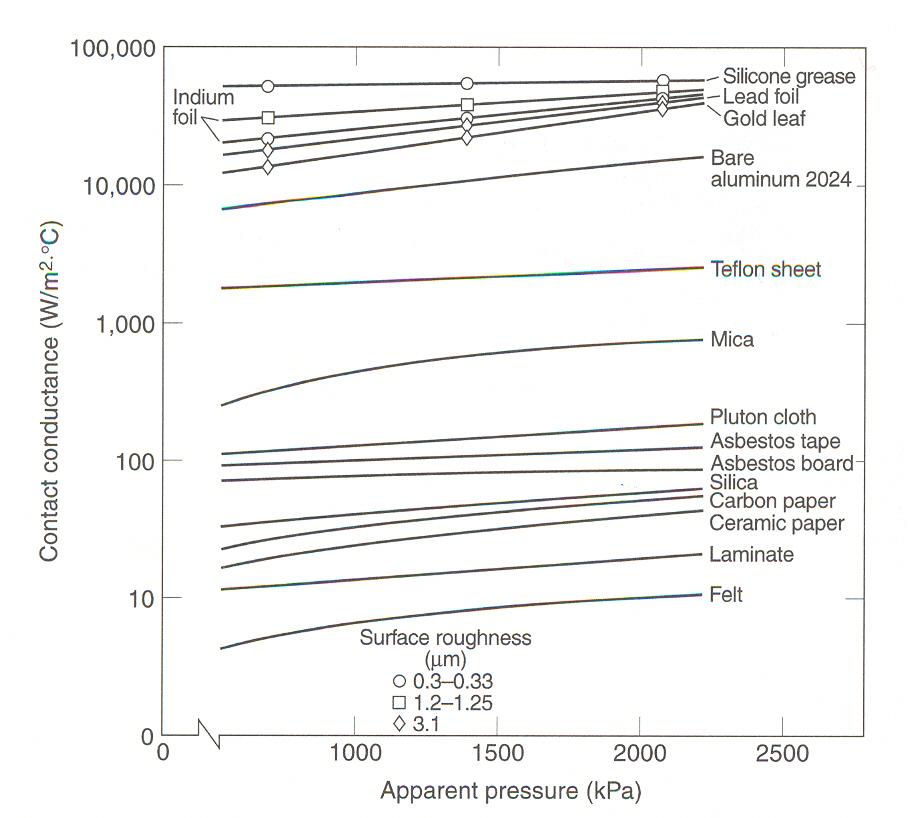 100,000
Silicone grease
Indium
foil
Lead foil
Gold leaf
Bare
aluminum 2024
10,000
Teflon sheet
1,000
Mica
Contact conductance (W/m²·°C)
Pluton cloth
Asbestos tape
100
Asbestos board
Silica
Carbon paper
Ceramic paper
Laminate
10
Felt
Surface roughness
(μm)
0.3–0.33
1.2–1.25
3.1
0
0 1000 1500 2000 2500
Apparent pressure (kPa)